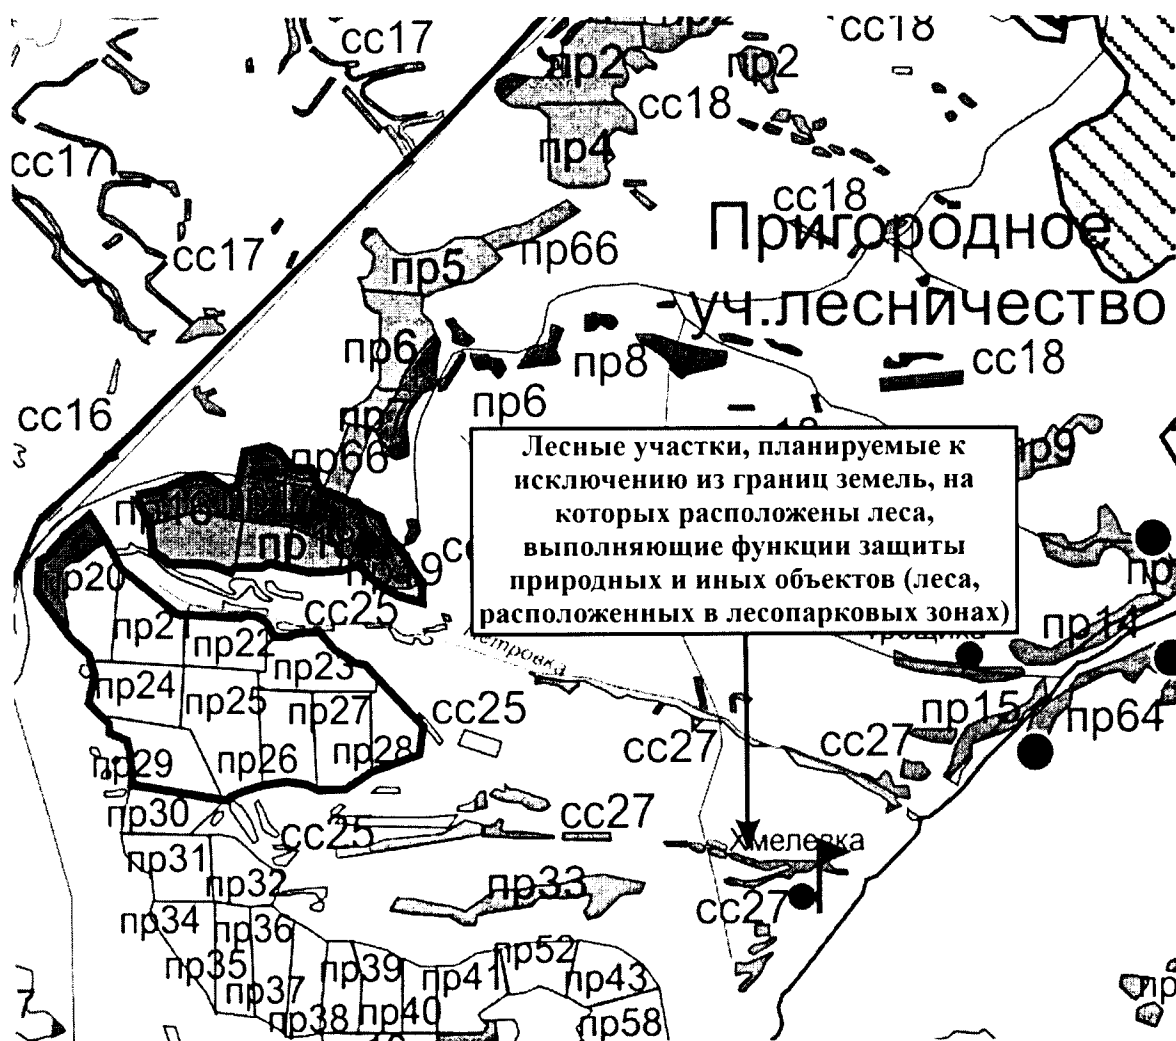 сс17
пр2
сс18
пр2
пр2
сс18
пр4
сс17
сс18
Пригородное
уч.лесничество
сс17
пр5
пр66
пр6
пр8
сс18
сс16
пр7
пр6
пр66
пр9
Лесные участки, планируемые к
исключению из границ земель, на
которых расположены леса,
выполняющие функции защиты
природных и иных объектов (леса,
расположенных в лесопарковых зонах)
пр20
сс25
пр21
пр22
пр23
пр14
пр24
пр25
пр27
сс25
пр15
пр64
сс27
сс27
пр29
пр26
пр28
пр30
сс25
сс27
Хмелевка
пр31
пр32
пр33
сс27
пр34
пр36
пр35
пр39
пр41
пр52
пр43
пр37
пр38
пр40
пр58